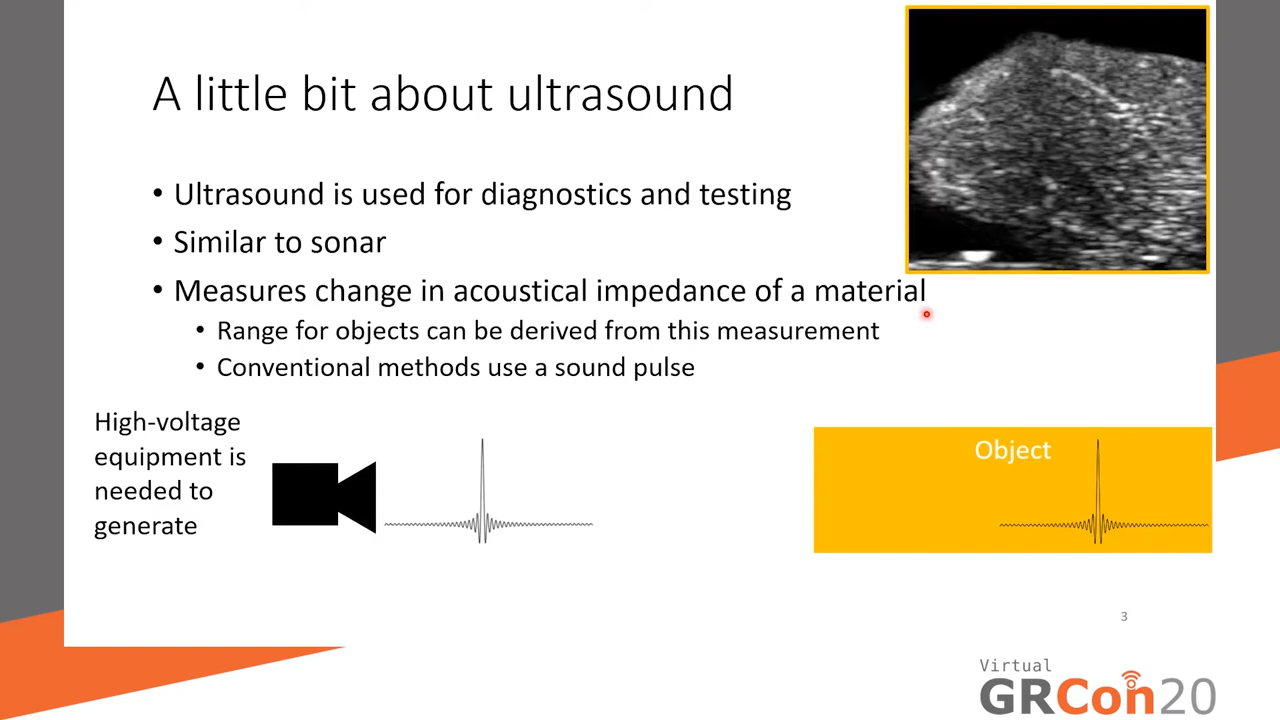 A little bit about ultrasound
• Ultrasound is used for diagnostics and testing
• Similar to sonar
• Measures change in acoustical impedance of a material
• Range for objects can be derived from this measurement
• Conventional methods use a sound pulse
High-voltage
equipment is
needed to
generate
Object
3
Virtual
GRCon20